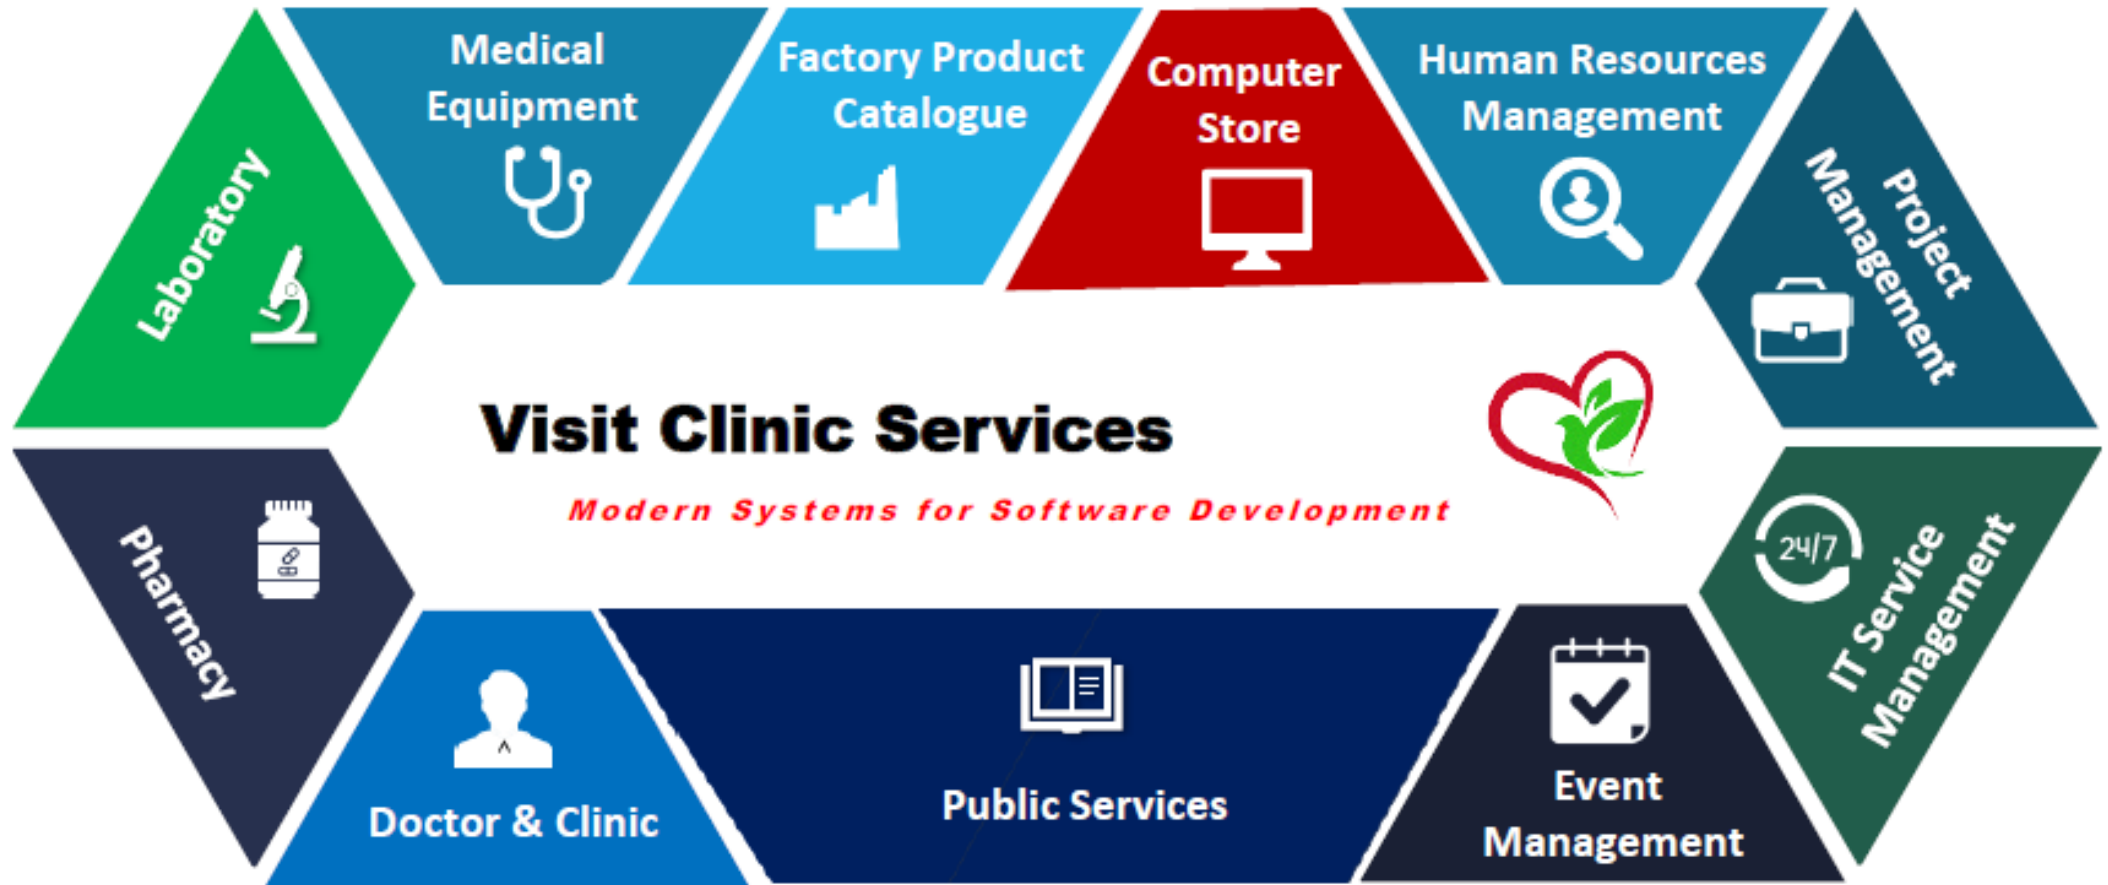 Medical
Equipment
Factory Product
Catalogue
Computer
Store
Human Resources
Management
Laboratory
Project
Management
Visit Clinic Services
Modern Systems for Software Development
Pharmacy
24/7
IT Service
Management
Doctor & Clinic
Public Services
Event
Management